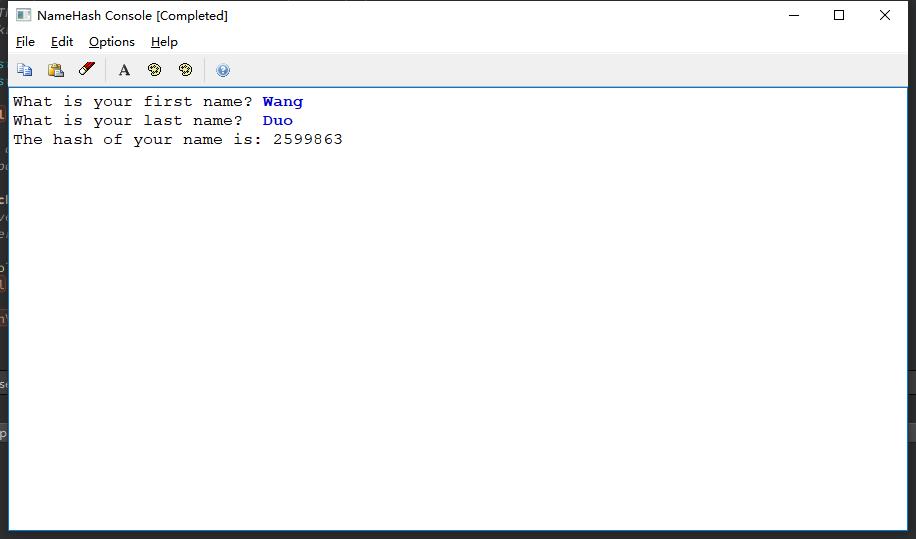 NameHash Console [Completed]
File Edit Options Help
A
What is your first name? Wang
What is your last name?  Duo
The hash of your name is: 2599863